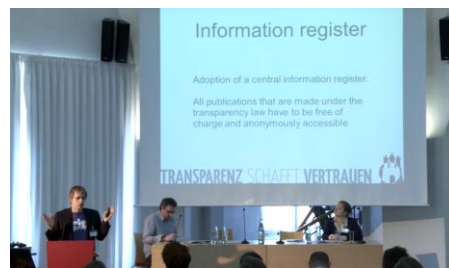 Information register
Adoption of a central information register.
All publications that are made under the
transparency law have to be free of
charge and anonymously accessible
TRANSPARENZ SCHAFFT VERTRAUEN